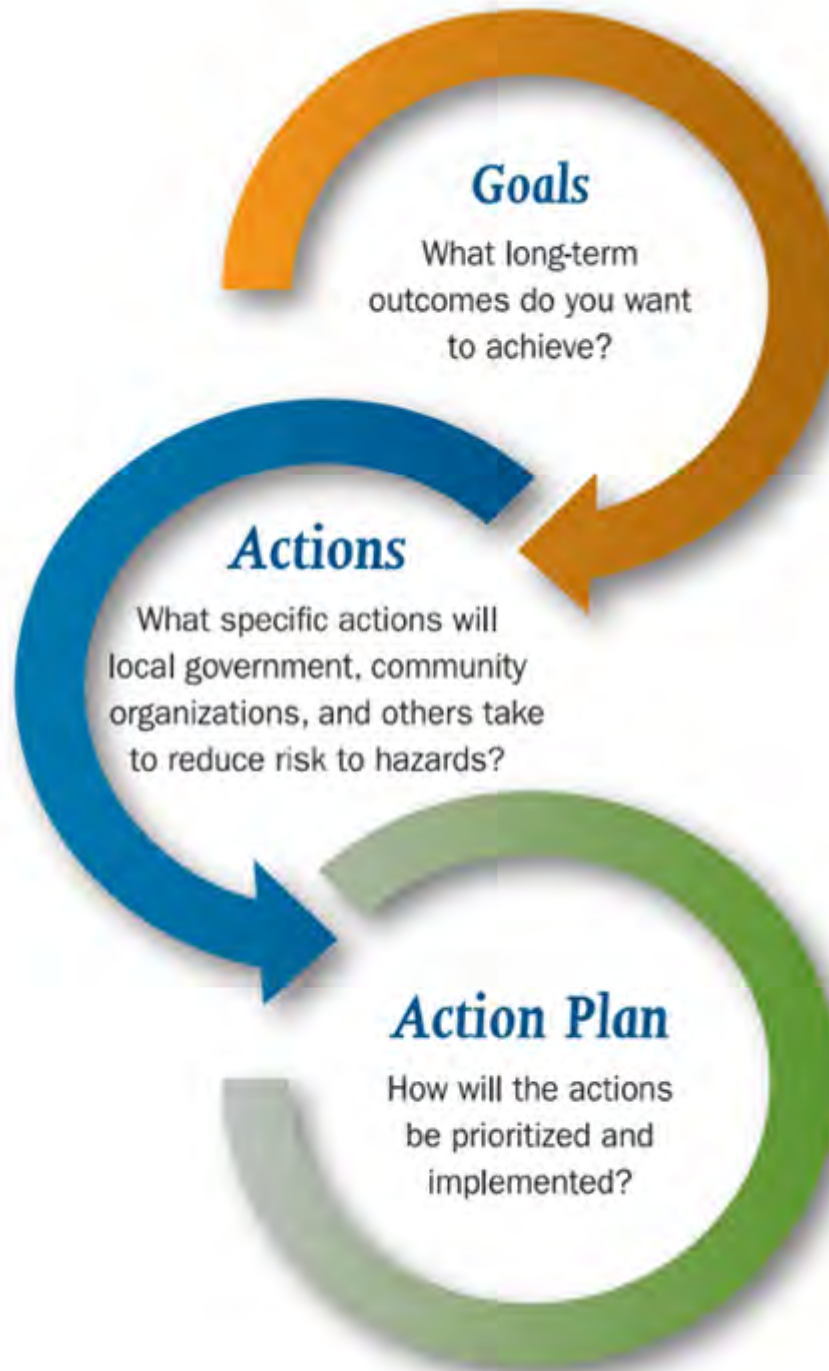 Goals
What long-term
outcomes do you want
to achieve?
Actions
What specific actions will
local government, community
organizations, and others take
to reduce risk to hazards?
Action Plan
How will the actions
be prioritized and
implemented?